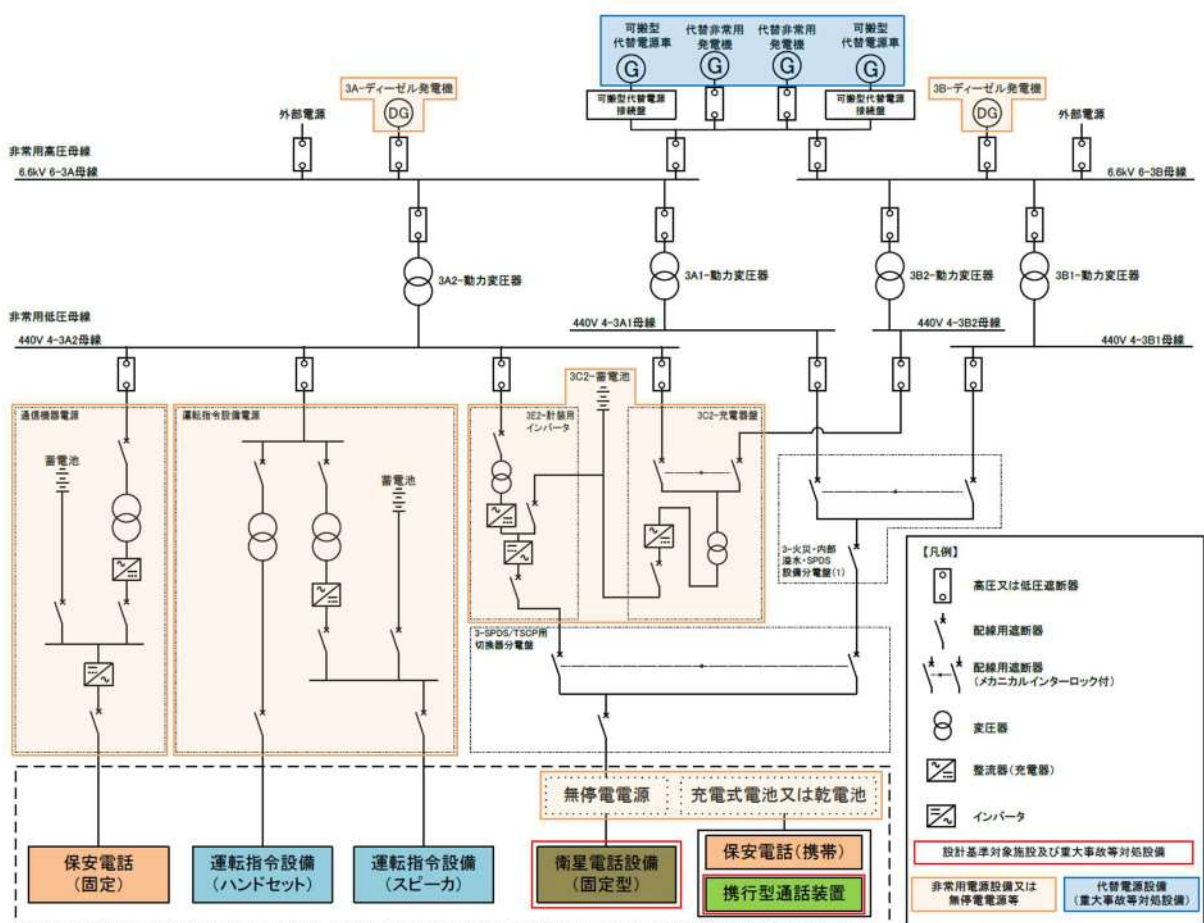 可搬型
代替電源車
代替非常用
発電機
代替非常用
発電機
可搬型
代替電源車
G
G
G
G
3A-ディーゼル発電機
DG
3B-ディーゼル発電機
DG
可搬型代替電源
接続盤
可搬型代替電源
接続盤
外部電源
外部電源
非常用高圧母線
6.6kV 6-3A母線
6.6kV 6-3B母線
3A2-動力変圧器
3A1-動力変圧器
3B2-動力変圧器
3B1-動力変圧器
非常用低圧母線
440V 4-3A2母線
440V 4-3A1母線
440V 4-3B2母線
440V 4-3B1母線
通信機器電源
蓄電池
運転指令設備電源
蓄電池
3C2-蓄電池
3E2-計装用
インバータ
3C2-充電器盤
3-火災・内部
溢水・SPDS
設備分電盤(1)
3-SPDS/TSCP用
切換器分電盤
無停電電源
充電式電池又は乾電池
保安電話
(固定)
運転指令設備
(ハンドセット)
運転指令設備
(スピーカ)
衛星電話設備
(固定型)
保安電話(携帯)
携行型通話装置
【凡例】
高圧又は低圧遮断器
配線用遮断器
配線用遮断器
(メカニカルインターロック付)
変圧器
整流器(充電器)
インバータ
設計基準対象施設及び重大事故等対処設備
非常用電源設備又は
無停電電源等
代替電源設備
(重大事故等対処設備)